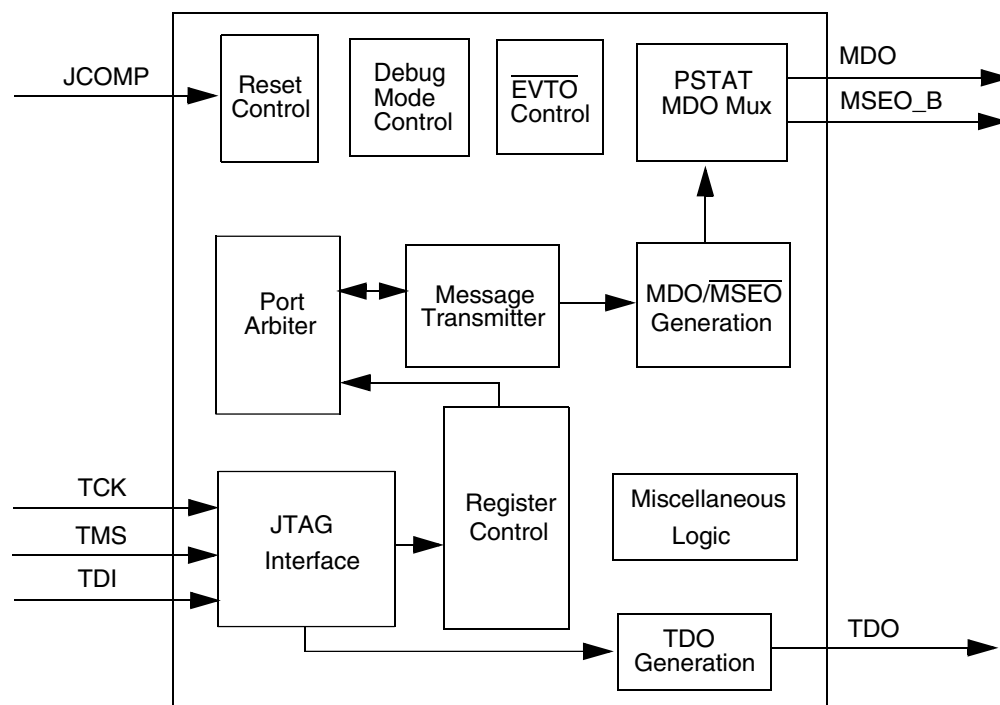 JCOMP
Reset
Control
Debug
Mode
Control
EVTO
Control
PSTAT
MDO Mux
MDO
MSEO_B
Port
Arbiter
Message
Transmitter
MDO/MSEO
Generation
TCK
TMS
TDI
JTAG
Interface
Register
Control
Miscellaneous
Logic
TDO
Generation
TDO